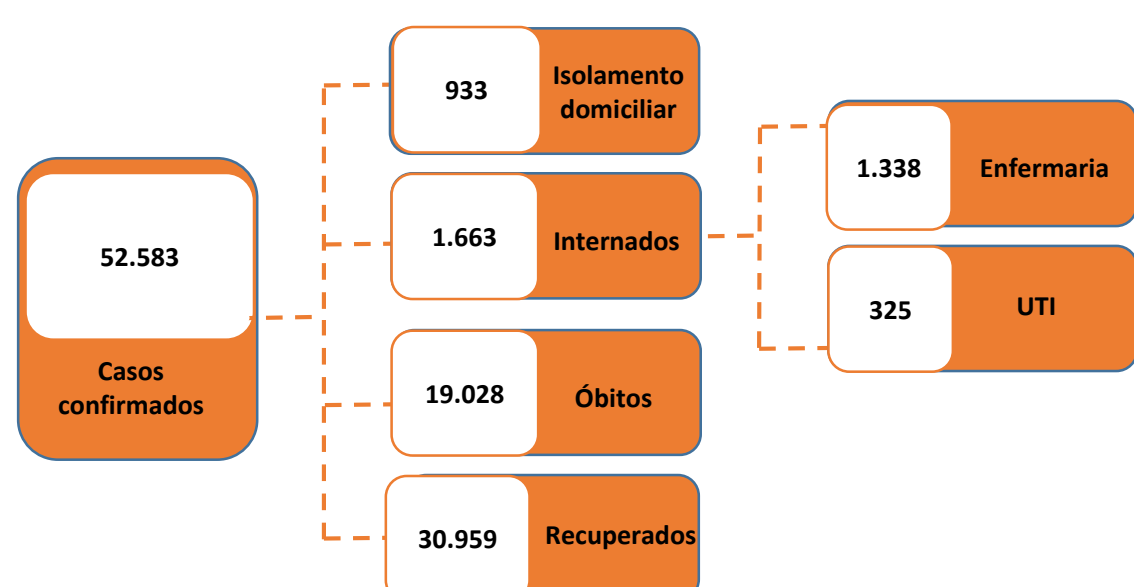 52.583
Casos
confirmados
933
Isolamento
domiciliar
1.663
Internados
19.028
Óbitos
30.959
Recuperados
1.338
Enfermaria
325
UTI